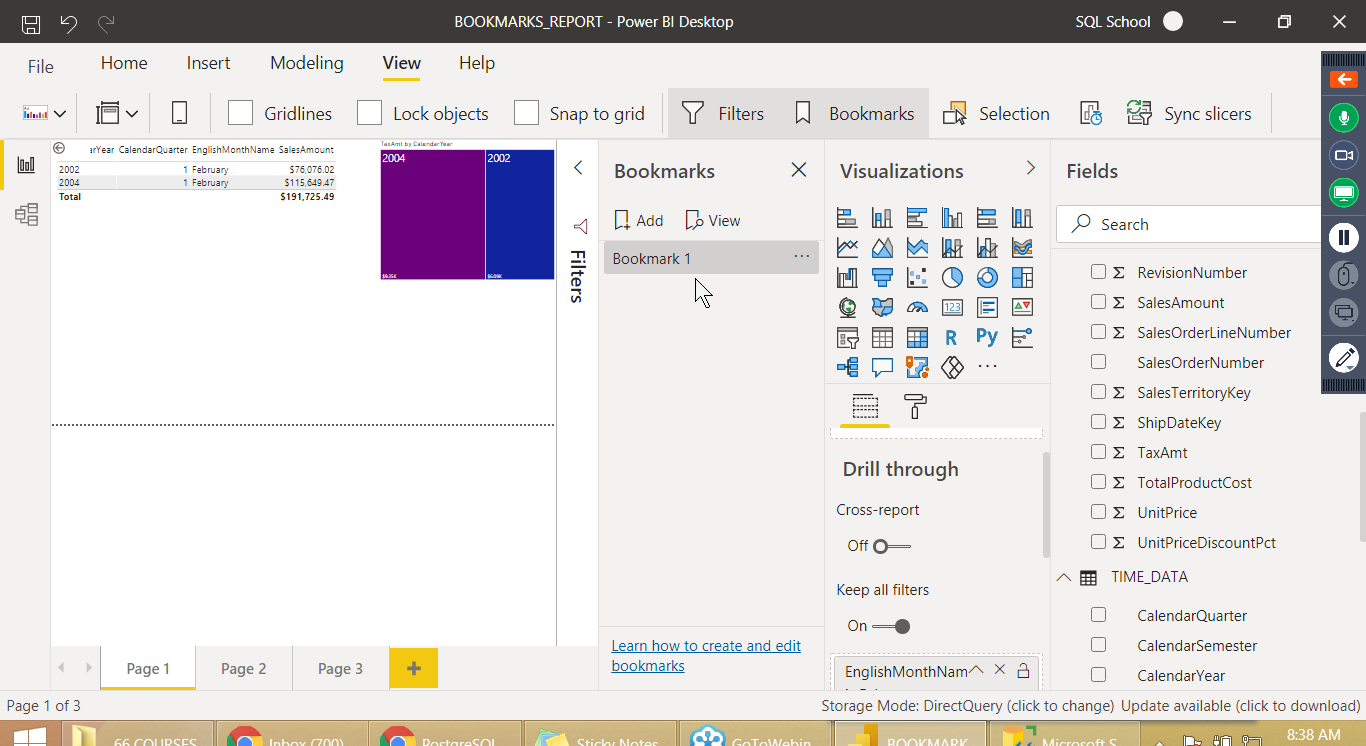 BOOKMARKS_REPORT - Power BI Desktop
SQL School
File
Home
Insert
Modeling
View
Help
Gridlines
Lock objects
Snap to grid
Filters
Bookmarks
Selection
Sync slicers
arYear CalendarQuarter EnglishMonthName SalesAmount
2002 1 February $76,076.02
2004 1 February $115,649.47
Total $191,725.49
TaxAmt by CalendarYear
2004
2002
$9.25K
$6.09K
Filters
Bookmarks
Add
View
Bookmark 1
Learn how to create and edit
bookmarks
Visualizations
123
R
Py
Drill through
Cross-report
Off
Keep all filters
On
EnglishMonthNam
Fields
Search
RevisionNumber
SalesAmount
SalesOrderLineNumber
SalesOrderNumber
SalesTerritoryKey
ShipDateKey
TaxAmt
TotalProductCost
UnitPrice
UnitPriceDiscountPct
TIME_DATA
CalendarQuarter
CalendarSemester
CalendarYear
Page 1
Page 2
Page 3
Page 1 of 3
Storage Mode: DirectQuery (click to change)
Update available (click to download)
66 COURSES
Inbox (700)
PostgreSQL
Sticky Notes
GoToWebin
BOOKMARK
Microsoft S
8:38 AM